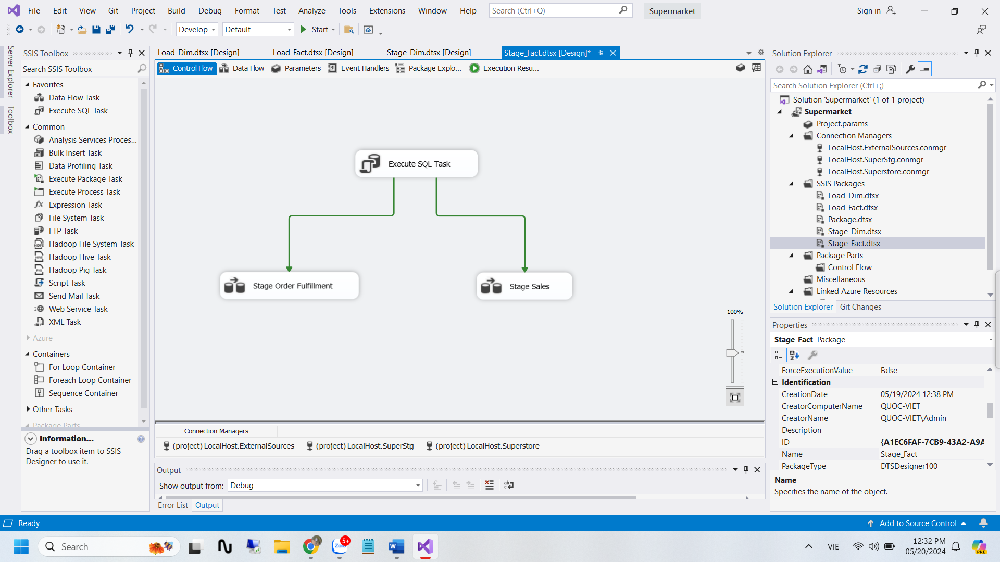 File Edit View Git Project Build Debug Format Test Analyze Tools Extensions Window Help Search (Ctrl+Q) Supermarket Sign in
Develop Default Start
Server Explorer
Toolbox
SSIS Toolbox
Search SSIS Toolbox
Favorites
Data Flow Task
Execute SQL Task
Common
Analysis Services Proces...
Bulk Insert Task
Data Profiling Task
Execute Package Task
Execute Process Task
Expression Task
File System Task
FTP Task
Hadoop File System Task
Hadoop Hive Task
Hadoop Pig Task
Script Task
Send Mail Task
Web Service Task
XML Task
Azure
Containers
For Loop Container
Foreach Loop Container
Sequence Container
Other Tasks
Package Parts
Information...
Drag a toolbox item to SSIS
Designer to use it.
Load_Dim.dtsx [Design] Load_Fact.dtsx [Design] Stage_Dim.dtsx [Design] Stage_Fact.dtsx [Design]*
Control Flow Data Flow Parameters Event Handlers Package Explo... Execution Resu...
Execute SQL Task
Stage Order Fulfillment
Stage Sales
100%
Connection Managers
(project) LocalHost.ExternalSources (project) LocalHost.SuperStg (project) LocalHost.Superstore
Output
Show output from: Debug
Error List Output
Solution Explorer
Search Solution Explorer (Ctrl+;)
Solution 'Supermarket' (1 of 1 project)
Supermarket
Project.params
Connection Managers
LocalHost.ExternalSources.conmgr
LocalHost.SuperStg.conmgr
LocalHost.Superstore.conmgr
SSIS Packages
Load_Dim.dtsx
Load_Fact.dtsx
Package.dtsx
Stage_Dim.dtsx
Stage_Fact.dtsx
Package Parts
Control Flow
Miscellaneous
Linked Azure Resources
Solution Explorer Git Changes
Properties
Stage_Fact Package
ForceExecutionValue False
Identification
CreationDate 05/19/2024 12:38 PM
CreatorComputerName QUOC-VIET
CreatorName QUOC-VIET\Admin
Description
ID {A1EC6FAF-7CB9-43A2-A9A
Name Stage_Fact
PackageType DTSDesigner100
Name
Specifies the name of the object.
Ready Add to Source Control
Search Zalo 5+ VIE 12:32 PM
05/20/2024 PRE